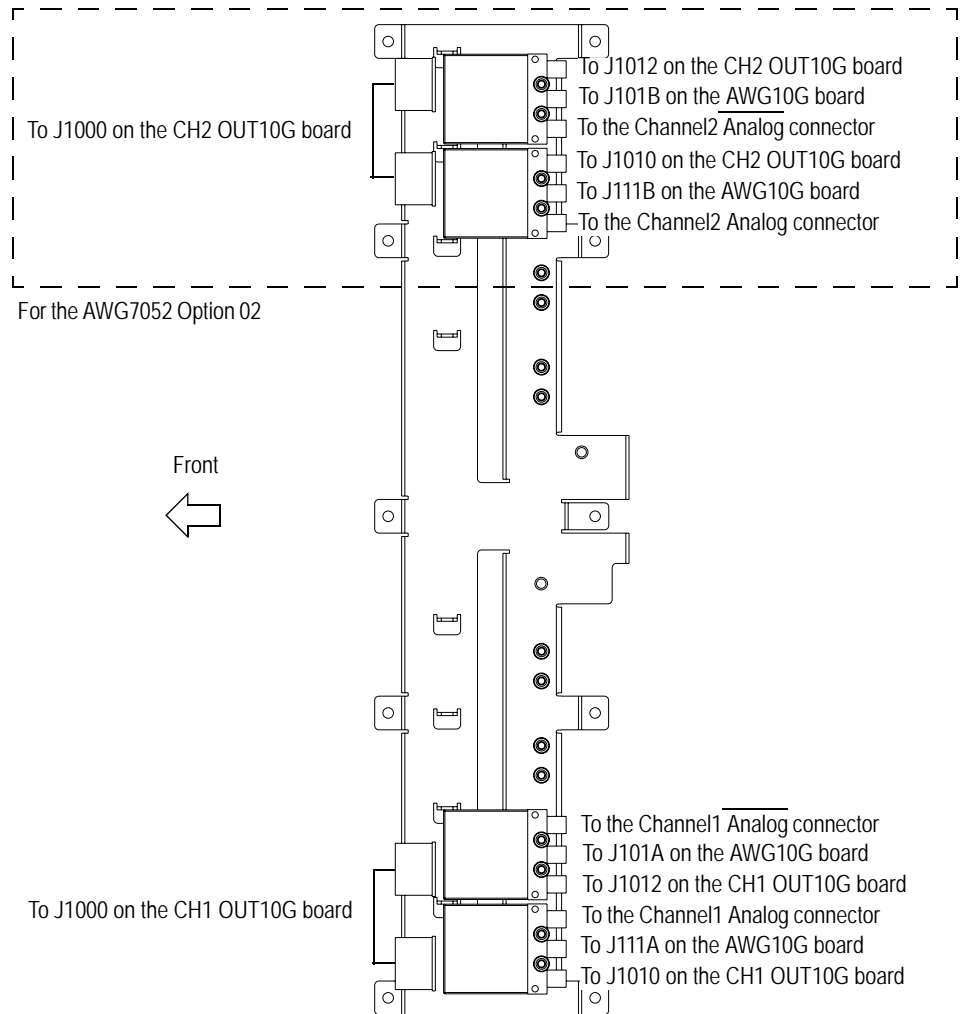 To J1012 on the CH2 OUT10G board
To J101B on the AWG10G board
To the Channel2 Analog connector
To J1000 on the CH2 OUT10G board
To J1010 on the CH2 OUT10G board
To J111B on the AWG10G board
To the Channel2 Analog connector
For the AWG7052 Option 02
Front
To the Channel1 Analog connector
To J101A on the AWG10G board
To J1012 on the CH1 OUT10G board
To J1000 on the CH1 OUT10G board
To the Channel1 Analog connector
To J111A on the AWG10G board
To J1010 on the CH1 OUT10G board